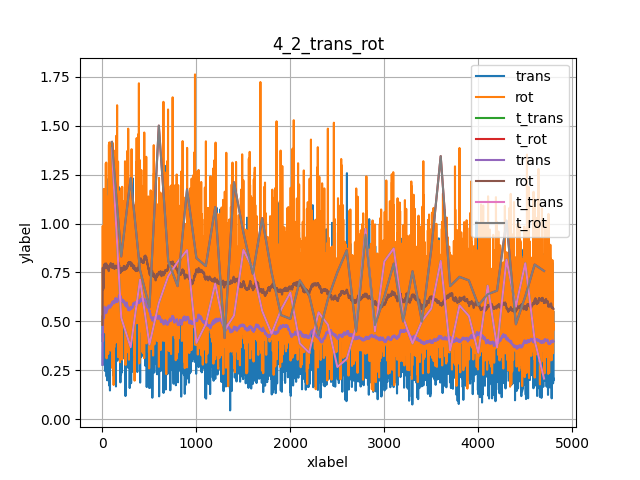 4_2_trans_rot
1.75
1.50
1.25
1.00
0.75
0.50
0.25
0.00
ylabel
0
1000
2000
3000
4000
5000
xlabel
trans
rot
t_trans
t_rot
trans
rot
t_trans
t_rot